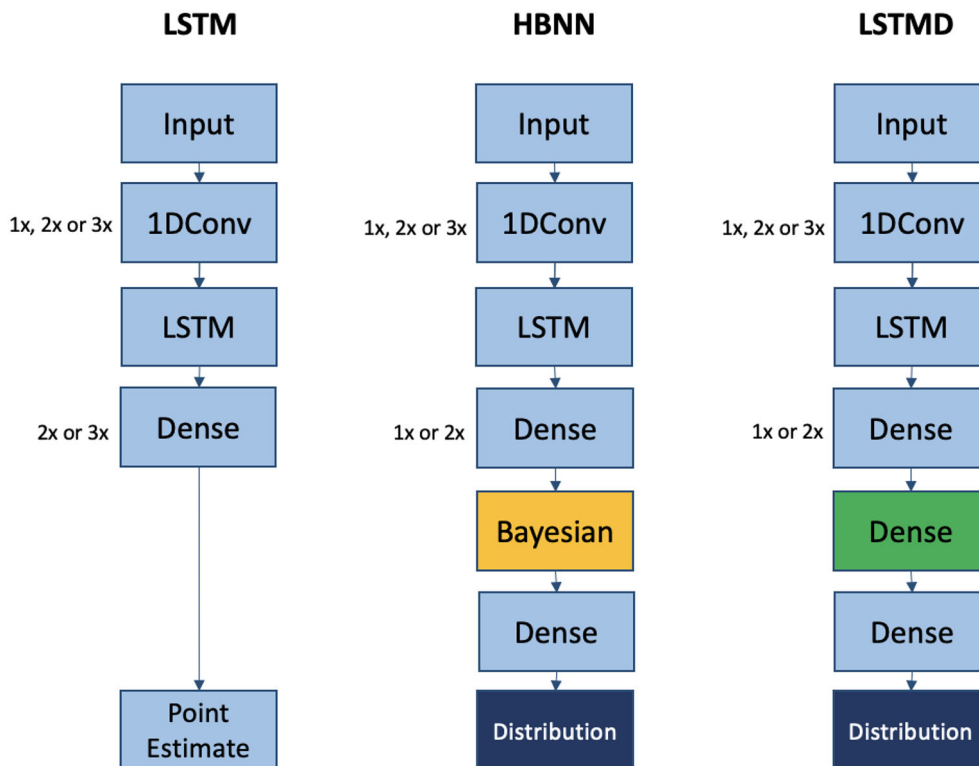 LSTM
HBNN
LSTMD
Input
Input
Input
1x, 2x or 3x
1DConv
1x, 2x or 3x
1DConv
1x, 2x or 3x
1DConv
LSTM
LSTM
LSTM
2x or 3x
Dense
1x or 2x
Dense
1x or 2x
Dense
Bayesian
Dense
Dense
Dense
Point
Estimate
Distribution
Distribution